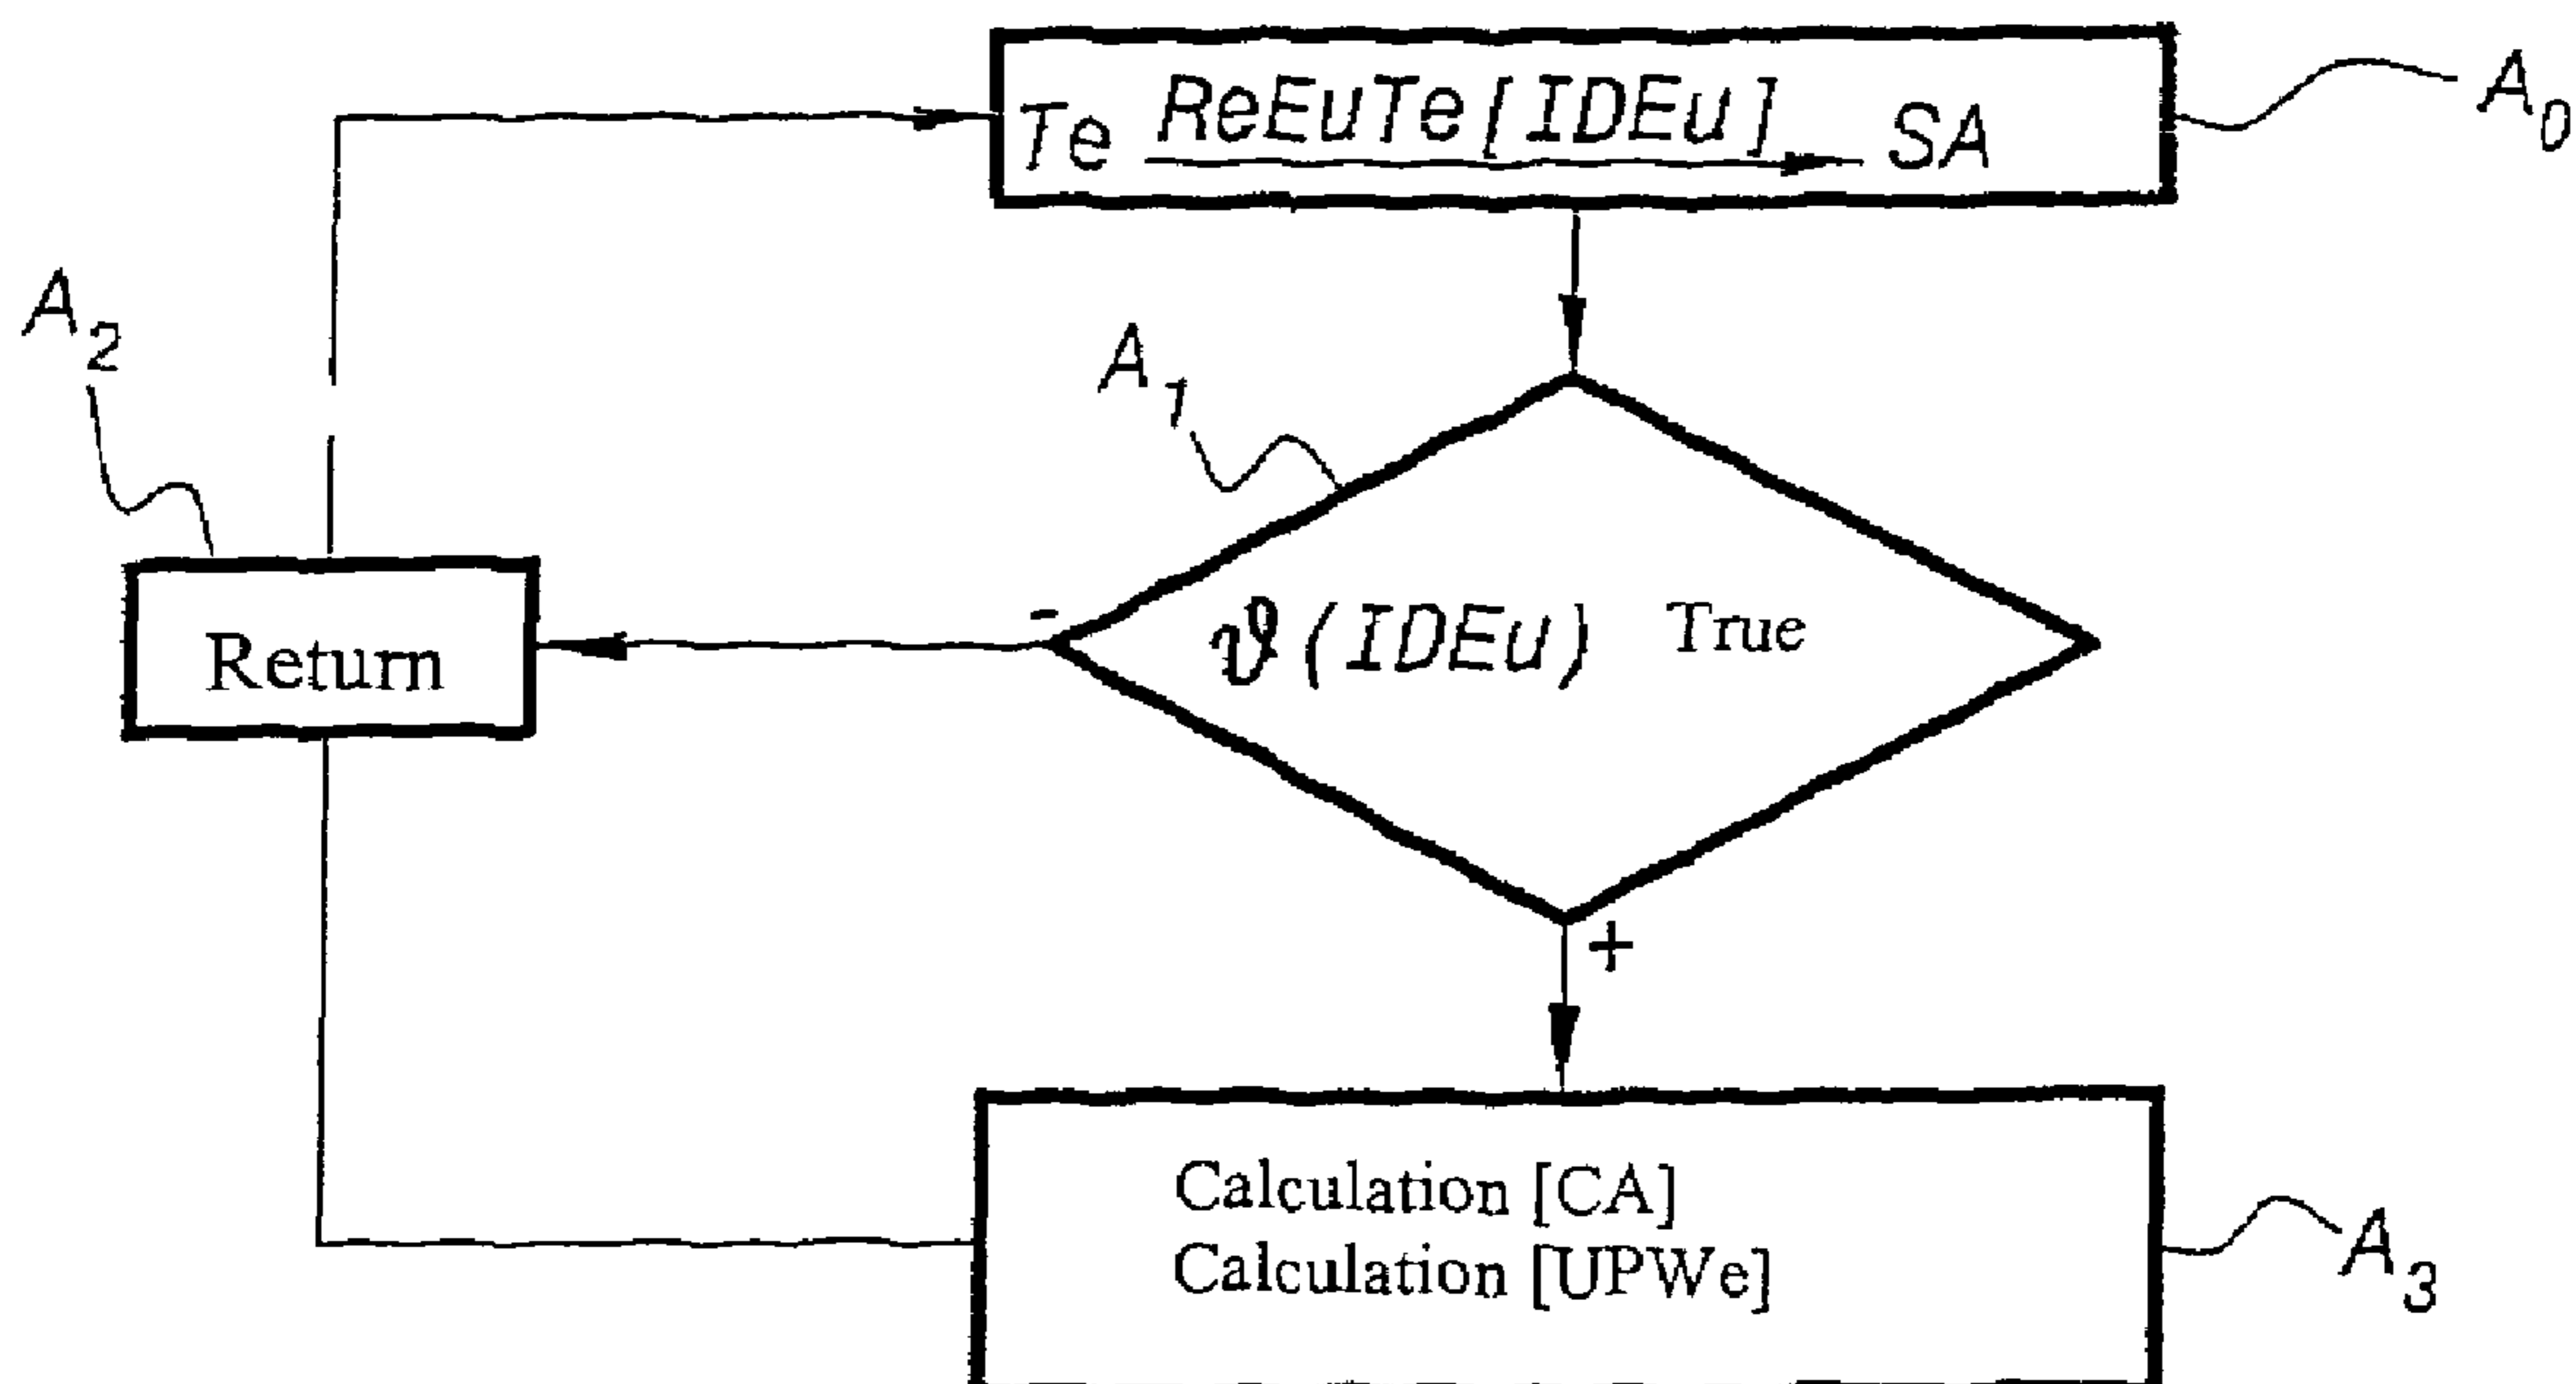 Te ReEuTe[IDEu] SA
A0
A2
A1
-
ϑ(IDEu) True
Return
+
Calculation [CA]
Calculation [UPWe]
A3